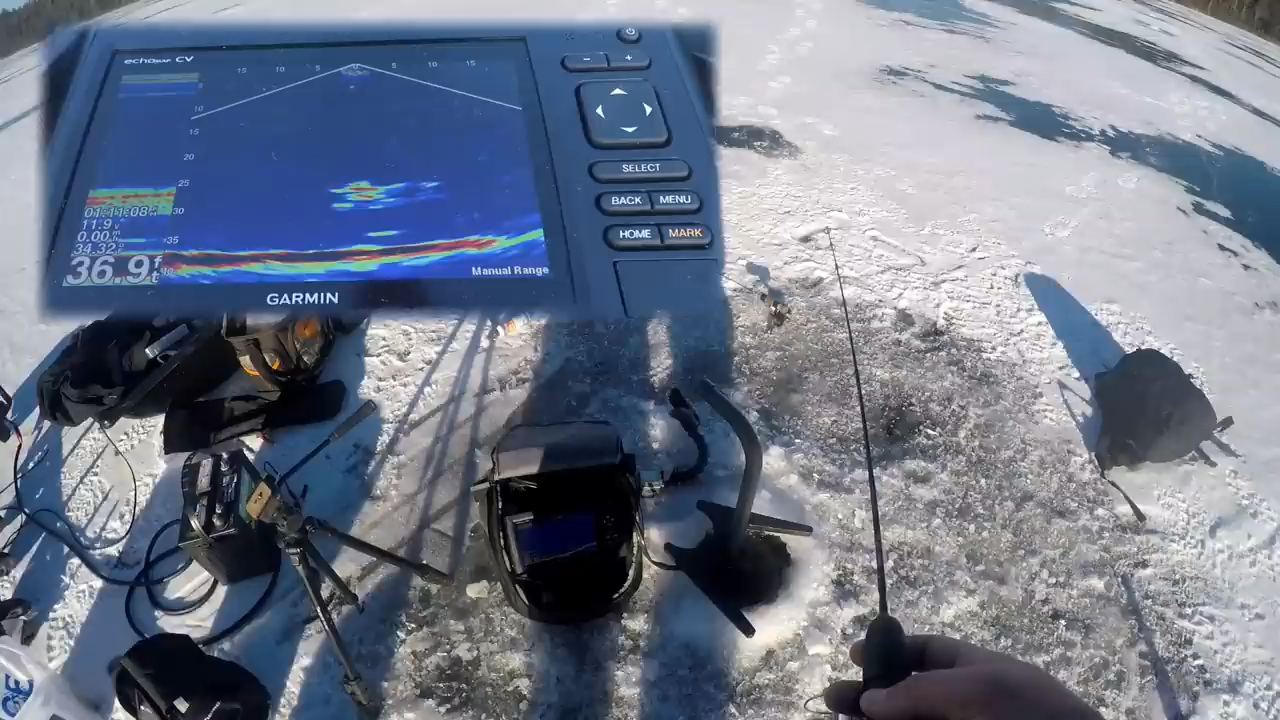 echoMAP CV
15 10 5 5 10 15
10
15
20
25
30
35
01:11:08
11.9 v
0.00
34.32
36.9 ft
Manual Range
GARMIN
- +
SELECT
BACK MENU
HOME MARK